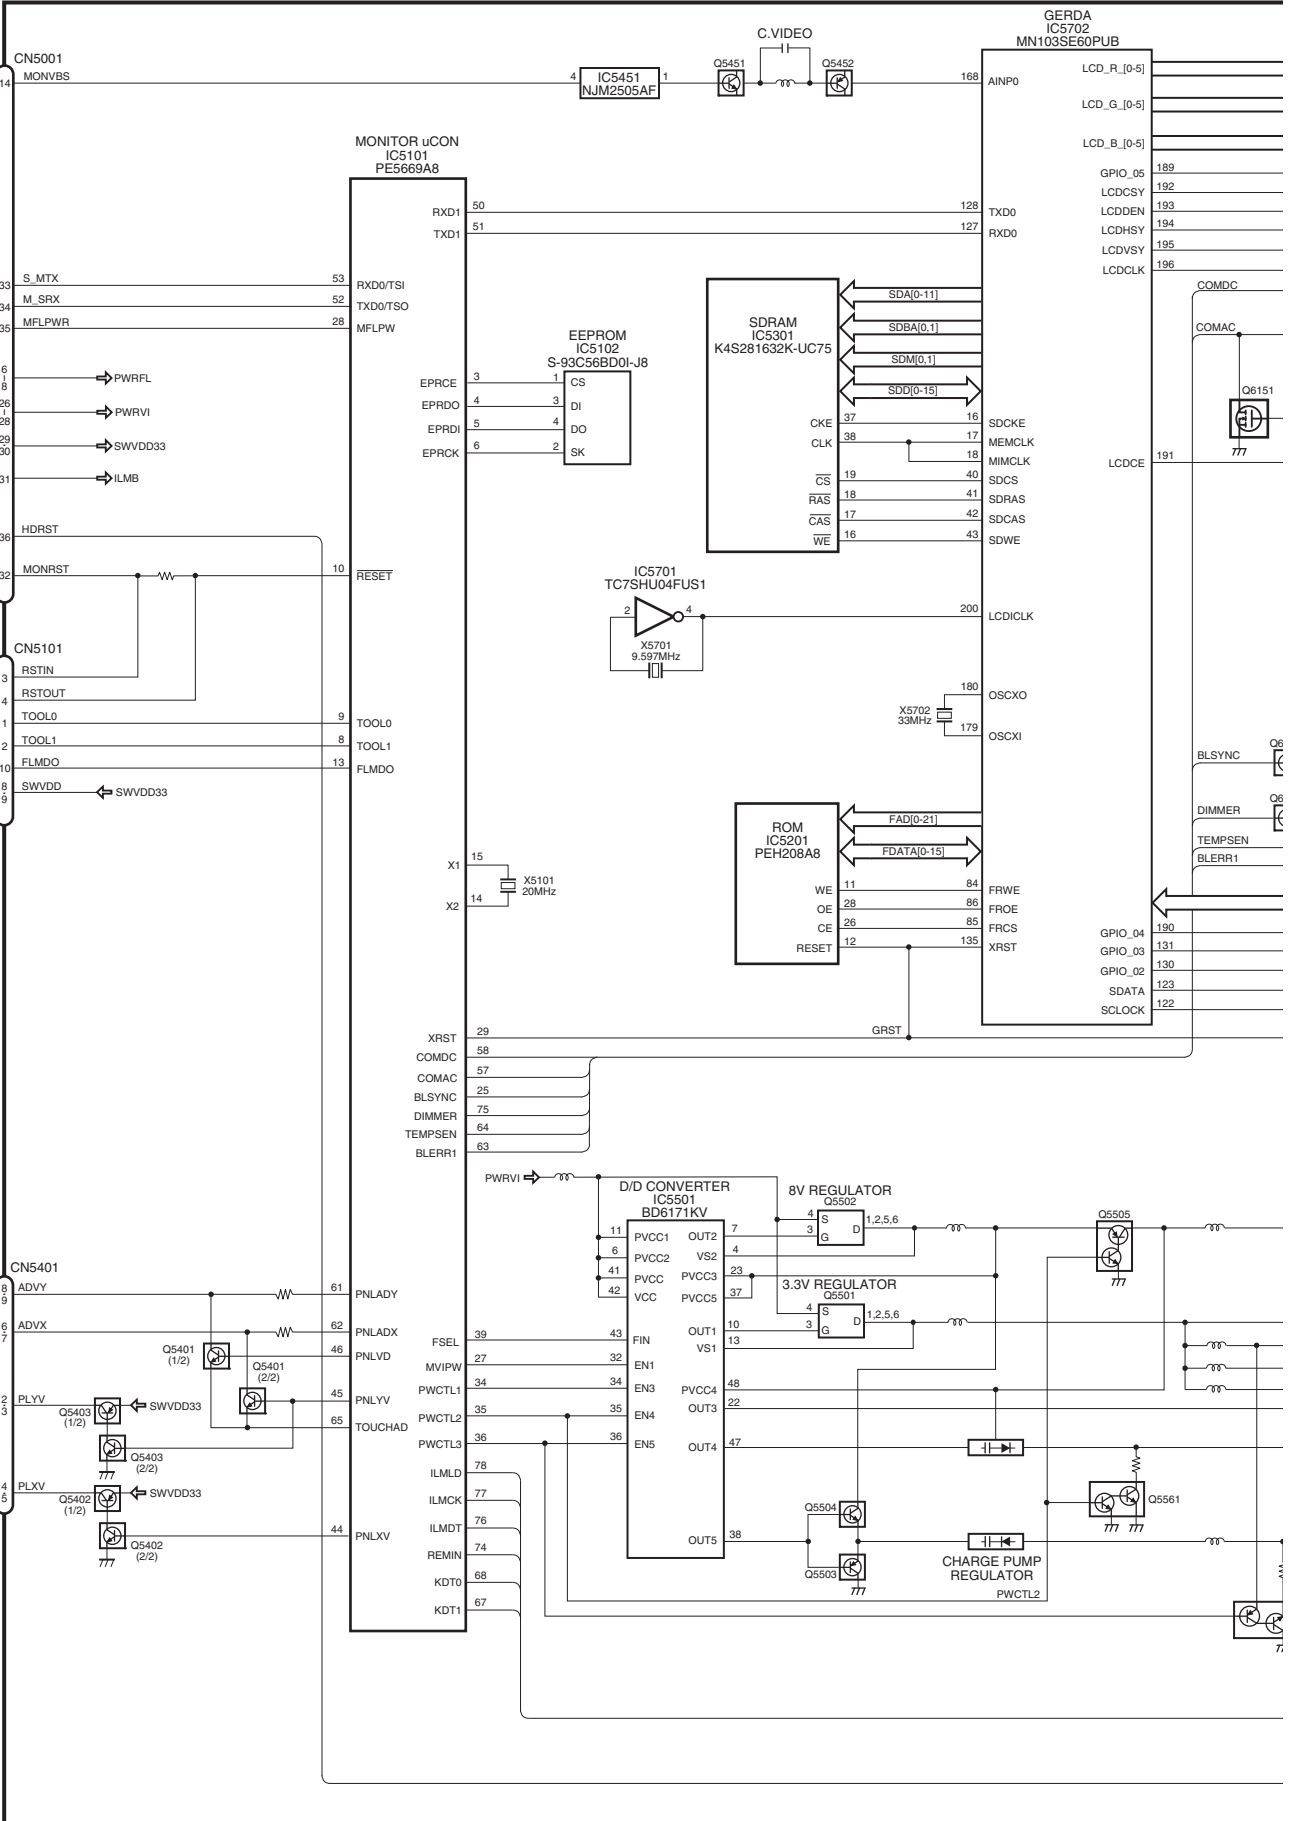 GERDA
IC5702
MN103SE60PUB
C.VIDEO
CN5001
14 MONVBS
4 IC5451 1
NJM2505AF
Q5451
Q5452
168 AINP0
LCD_R_[0-5]
LCD_G_[0-5]
LCD_B_[0-5]
GPIO_05 189
LCDCSY 192
LCDDEN 193
LCDHSY 194
LCDVSY 195
LCDCLK 196
COMDC
COMAC
Q6151
LCDCE 191
MONITOR uCON
IC5101
PE5669A8
RXD1 50
TXD1 51
128 TXD0
127 RXD0
33 S_MTX 53 RXD0/TSI
34 M_SRX 52 TXD0/TSO
35 MFLPWR 28 MFLPW
6
8 PWRFL
26
28 PWRVI
29
30 SWVDD33
31 ILMB
36 HDRST
32 MONRST 10 RESET
EEPROM
IC5102
S-93C56BD0I-J8
EPRCE 3 1 CS
EPRDO 4 3 DI
EPRDI 5 4 DO
EPRCK 6 2 SK
SDRAM
IC5301
K4S281632K-UC75
SDA[0-11]
SDBA[0,1]
SDM[0,1]
SDD[0-15]
CKE 37 16 SDCKE
CLK 38 17 MEMCLK
18 MIMCLK
CS 19 40 SDCS
RAS 18 41 SDRAS
CAS 17 42 SDCAS
WE 16 43 SDWE
IC5701
TC7SHU04FUS1
2 4
X5701
9.597MHz
200 LCDICLK
180 OSCXO
X5702
33MHz
179 OSCXI
CN5101
3 RSTIN
4 RSTOUT
1 TOOL0 9 TOOL0
2 TOOL1 8 TOOL1
10 FLMDO 13 FLMDO
8
9 SWVDD SWVDD33
BLSYNC
Q6
DIMMER
Q6
TEMPSEN
BLERR1
X1 15
X5101
20MHz
X2 14
ROM
IC5201
PEH208A8
FAD[0-21]
FDATA[0-15]
WE 11 84 FRWE
OE 28 86 FROE
CE 26 85 FRCS
RESET 12 135 XRST
GPIO_04 190
GPIO_03 131
GPIO_02 130
SDATA 123
SCLOCK 122
XRST 29 GRST
COMDC 58
COMAC 57
BLSYNC 25
DIMMER 75
TEMPSEN 64
BLERR1 63
PWRVI
D/D CONVERTER
IC5501
BD6171KV
11 PVCC1
6 PVCC2
41 PVCC
42 VCC
OUT2 7
VS2 4
PVCC3 23
PVCC5 37
OUT1 10
VS1 13
8V REGULATOR
Q5502
4 S D 1,2,5,6
3 G
3.3V REGULATOR
Q5501
4 S D 1,2,5,6
3 G
Q5505
CN5401
8
9 ADVY 61 PNLADY
6
7 ADVX 62 PNLADX
Q5401
(1/2)
46 PNLVD
Q5401
(2/2)
2
3 PLYV
Q5403
(1/2)
SWVDD33
45 PNLYV
65 TOUCHAD
Q5403
(2/2)
4
5 PLXV
Q5402
(1/2)
SWVDD33
Q5402
(2/2)
44 PNLXV
FSEL 39 43 FIN
MVIPW 27 32 EN1
PWCTL1 34 34 EN3
PWCTL2 35 35 EN4
PWCTL3 36 36 EN5
PVCC4 48
OUT3 22
OUT4 47
OUT5 38
ILMLD 78
ILMCK 77
ILMDT 76
REMIN 74
KDT0 68
KDT1 67
Q5504
Q5503
Q5561
CHARGE PUMP
REGULATOR
PWCTL2